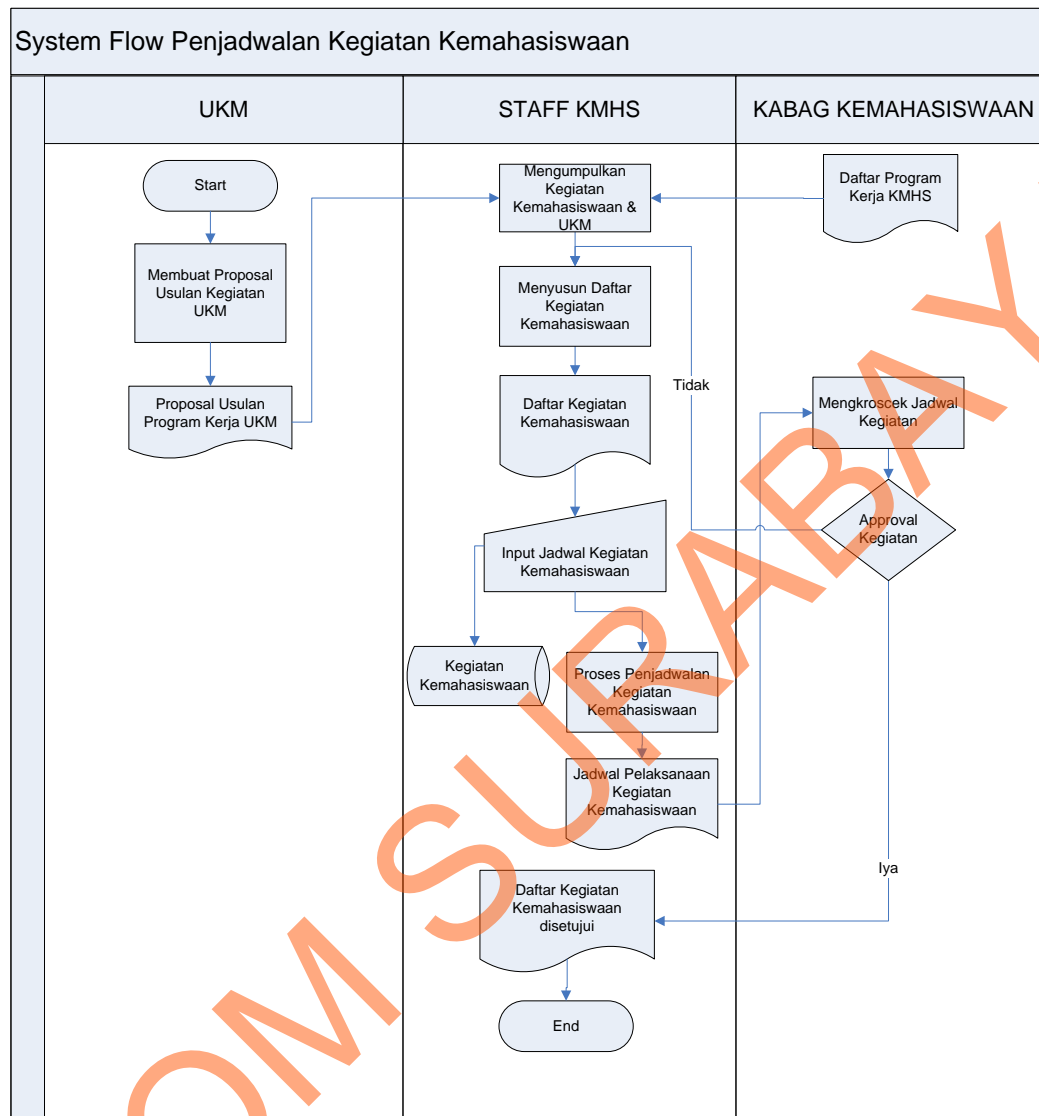 System Flow Penjadwalan Kegiatan Kemahasiswaan
UKM
STAFF KMHS
KABAG KEMAHASISWAAN
Start
Membuat Proposal
Usulan Kegiatan
UKM
Proposal Usulan
Program Kerja UKM
Mengumpulkan
Kegiatan
Kemahasiswaan &
UKM
Menyusun Daftar
Kegiatan
Kemahasiswaan
Daftar Kegiatan
Kemahasiswaan
Input Jadwal Kegiatan
Kemahasiswaan
Kegiatan
Kemahasiswaan
Proses Penjadwalan
Kegiatan
Kemahasiswaan
Jadwal Pelaksanaan
Kegiatan
Kemahasiswaan
Daftar Kegiatan
Kemahasiswaan
disetujui
End
Daftar Program
Kerja KMHS
Tidak
Mengkroscek Jadwal
Kegiatan
Approval
Kegiatan
Iya
OM SURABAY